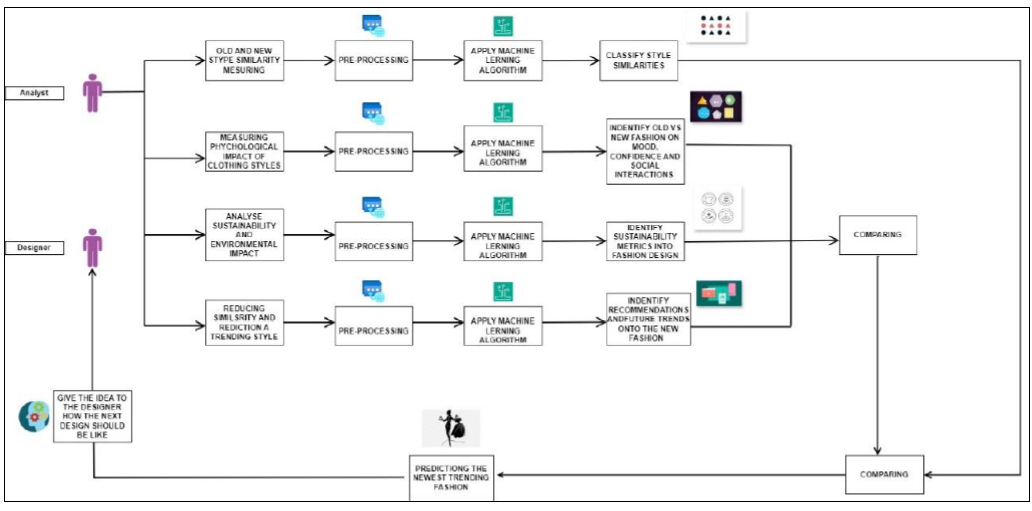 OLD AND NEW
STYPE SIMILARITY
MESURING
PRE-PROCESSING
APPLY MACHINE
LERNING
ALGORITHM
CLASSIFY STYLE
SIMILARITIES
Analyst
MEASURING
PHYCHOLOGICAL
IMPACT OF
CLOTHING STYLES
PRE-PROCESSING
APPLY MACHINE
LERNING
ALGORITHM
INDENTIFY OLD VS
NEW FASHION ON
MOOD,
CONFIDENCE AND
SOCIAL
INTERACTIONS
Designer
ANALYSE
SUSTAINABILITY
AND
ENVIRONMENTAL
IMPACT
PRE-PROCESSING
APPLY MACHINE
LERNING
ALGORITHM
IDENTIFY
SUSTAINABILITY
METRICS INTO
FASHION DESIGN
COMPARING
REDUCING
SIMILSRITY AND
REDICTION A
TRENDING STYLE
PRE-PROCESSING
APPLY MACHINE
LERNING
ALGORITHM
INDENTIFY
RECOMMENDATIONS
ANDFUTURE TRENDS
ONTO THE NEW
FASHION
GIVE THE IDEA TO
THE DESIGNER
HOW THE NEXT
DESIGN SHOULD
BE LIKE
PREDICTIONG THE
NEWEST TRENDING
FASHION
COMPARING